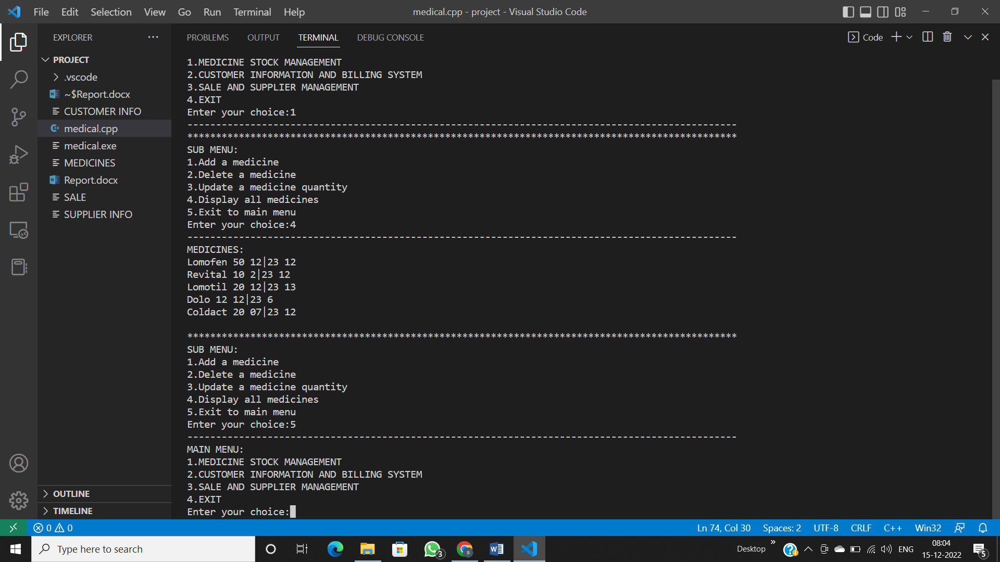 File Edit Selection View Go Run Terminal Help
medical.cpp - project - Visual Studio Code
EXPLORER
PROJECT
.vscode
~$Report.docx
CUSTOMER INFO
medical.cpp
medical.exe
MEDICINES
Report.docx
SALE
SUPPLIER INFO
OUTLINE
TIMELINE
PROBLEMS OUTPUT TERMINAL DEBUG CONSOLE
Code
1.MEDICINE STOCK MANAGEMENT
2.CUSTOMER INFORMATION AND BILLING SYSTEM
3.SALE AND SUPPLIER MANAGEMENT
4.EXIT
Enter your choice:1
------------------------------------------------------------------------------------------------
************************************************************************************************
SUB MENU:
1.Add a medicine
2.Delete a medicine
3.Update a medicine quantity
4.Display all medicines
5.Exit to main menu
Enter your choice:4
------------------------------------------------------------------------------------------------
MEDICINES:
Lomofen 50 12|23 12
Revital 10 2|23 12
Lomotil 20 12|23 13
Dolo 12 12|23 6
Coldact 20 07|23 12
************************************************************************************************
SUB MENU:
1.Add a medicine
2.Delete a medicine
3.Update a medicine quantity
4.Display all medicines
5.Exit to main menu
Enter your choice:5
------------------------------------------------------------------------------------------------
MAIN MENU:
1.MEDICINE STOCK MANAGEMENT
2.CUSTOMER INFORMATION AND BILLING SYSTEM
3.SALE AND SUPPLIER MANAGEMENT
4.EXIT
Enter your choice:
0 0
Ln 74, Col 30 Spaces: 2 UTF-8 CRLF C++ Win32
Type here to search
3
Desktop
ENG
08:04
15-12-2022
5